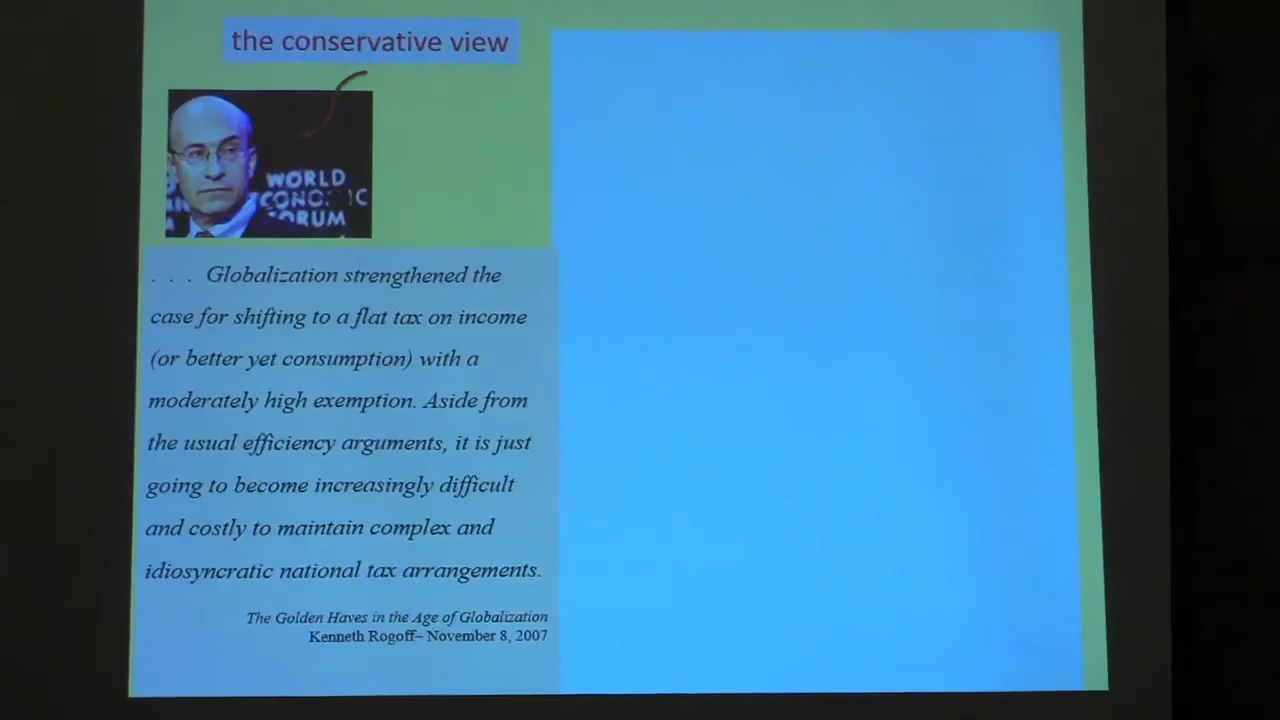 the conservative view
WORLD
ECONOMIC
FORUM
. . . Globalization strengthened the
case for shifting to a flat tax on income
(or better yet consumption) with a
moderately high exemption. Aside from
the usual efficiency arguments, it is just
going to become increasingly difficult
and costly to maintain complex and
idiosyncratic national tax arrangements.
The Golden Haves in the Age of Globalization
Kenneth Rogoff– November 8, 2007